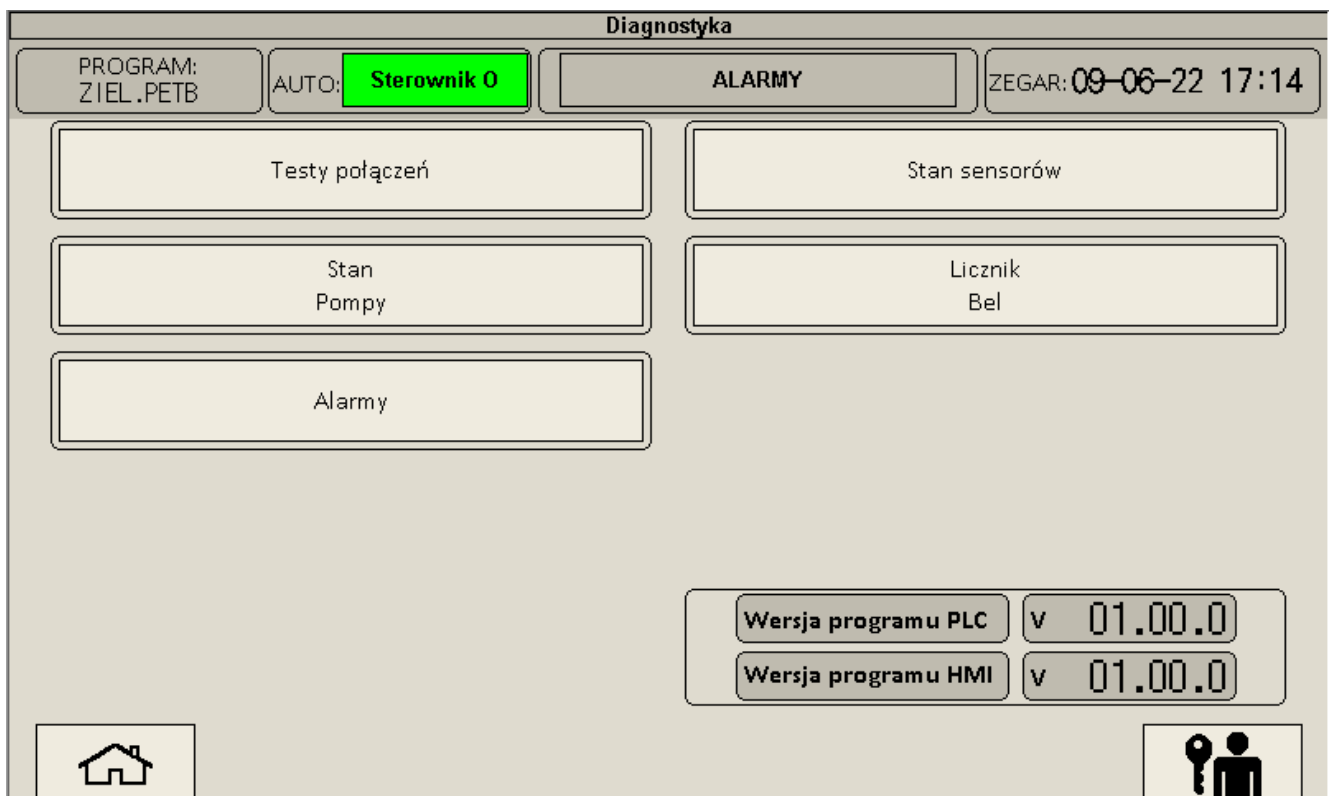 Diagnostyka
PROGRAM:
ZIEL.PETB
AUTO: Sterownik O
ALARMY
ZEGAR: 09-06-22 17:14
Testy połączeń
Stan sensorów
Stan
Pompy
Licznik
Bel
Alarmy
Wersja programu PLC v 01.00.0
Wersja programu HMI v 01.00.0